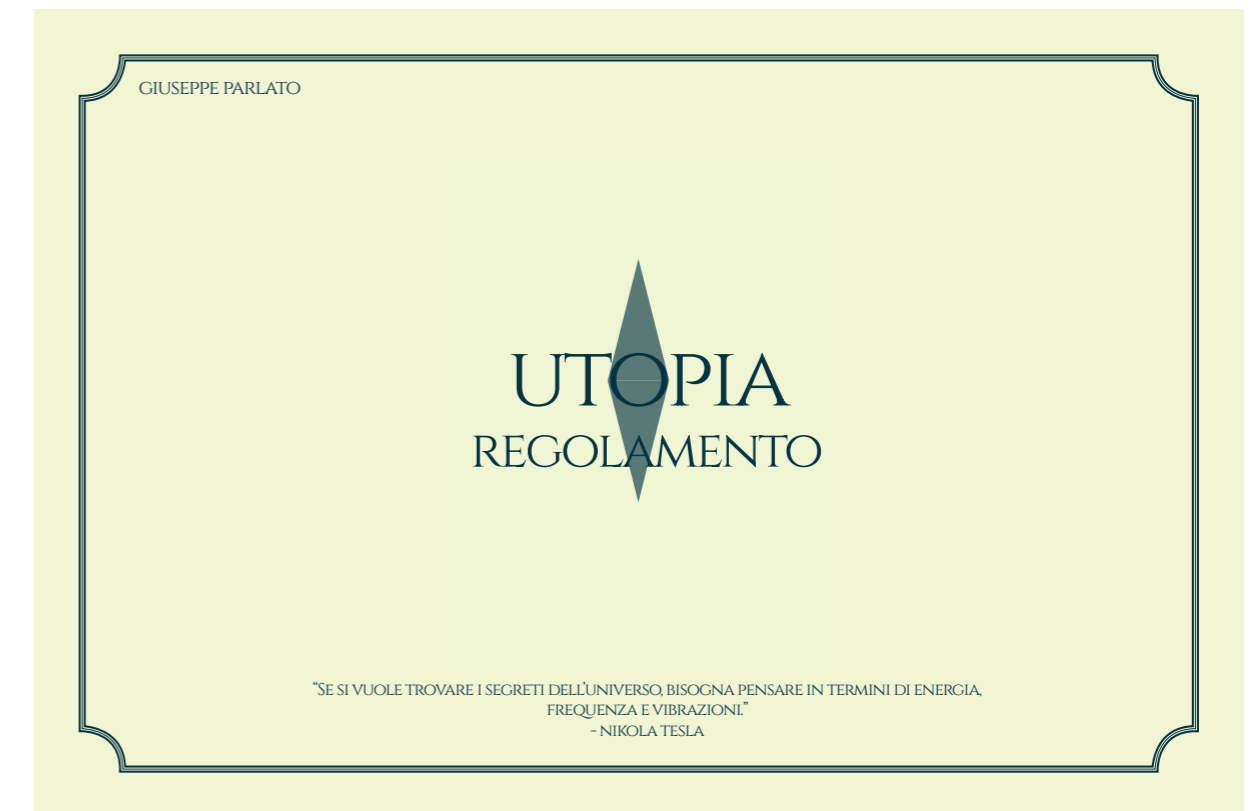 GIUSEPPE PARLATO
UTOPIA
REGOLAMENTO
“SE SI VUOLE TROVARE I SEGRETI DELL’UNIVERSO, BISOGNA PENSARE IN TERMINI DI ENERGIA,
FREQUENZA E VIBRAZIONI.”
- NIKOLA TESLA